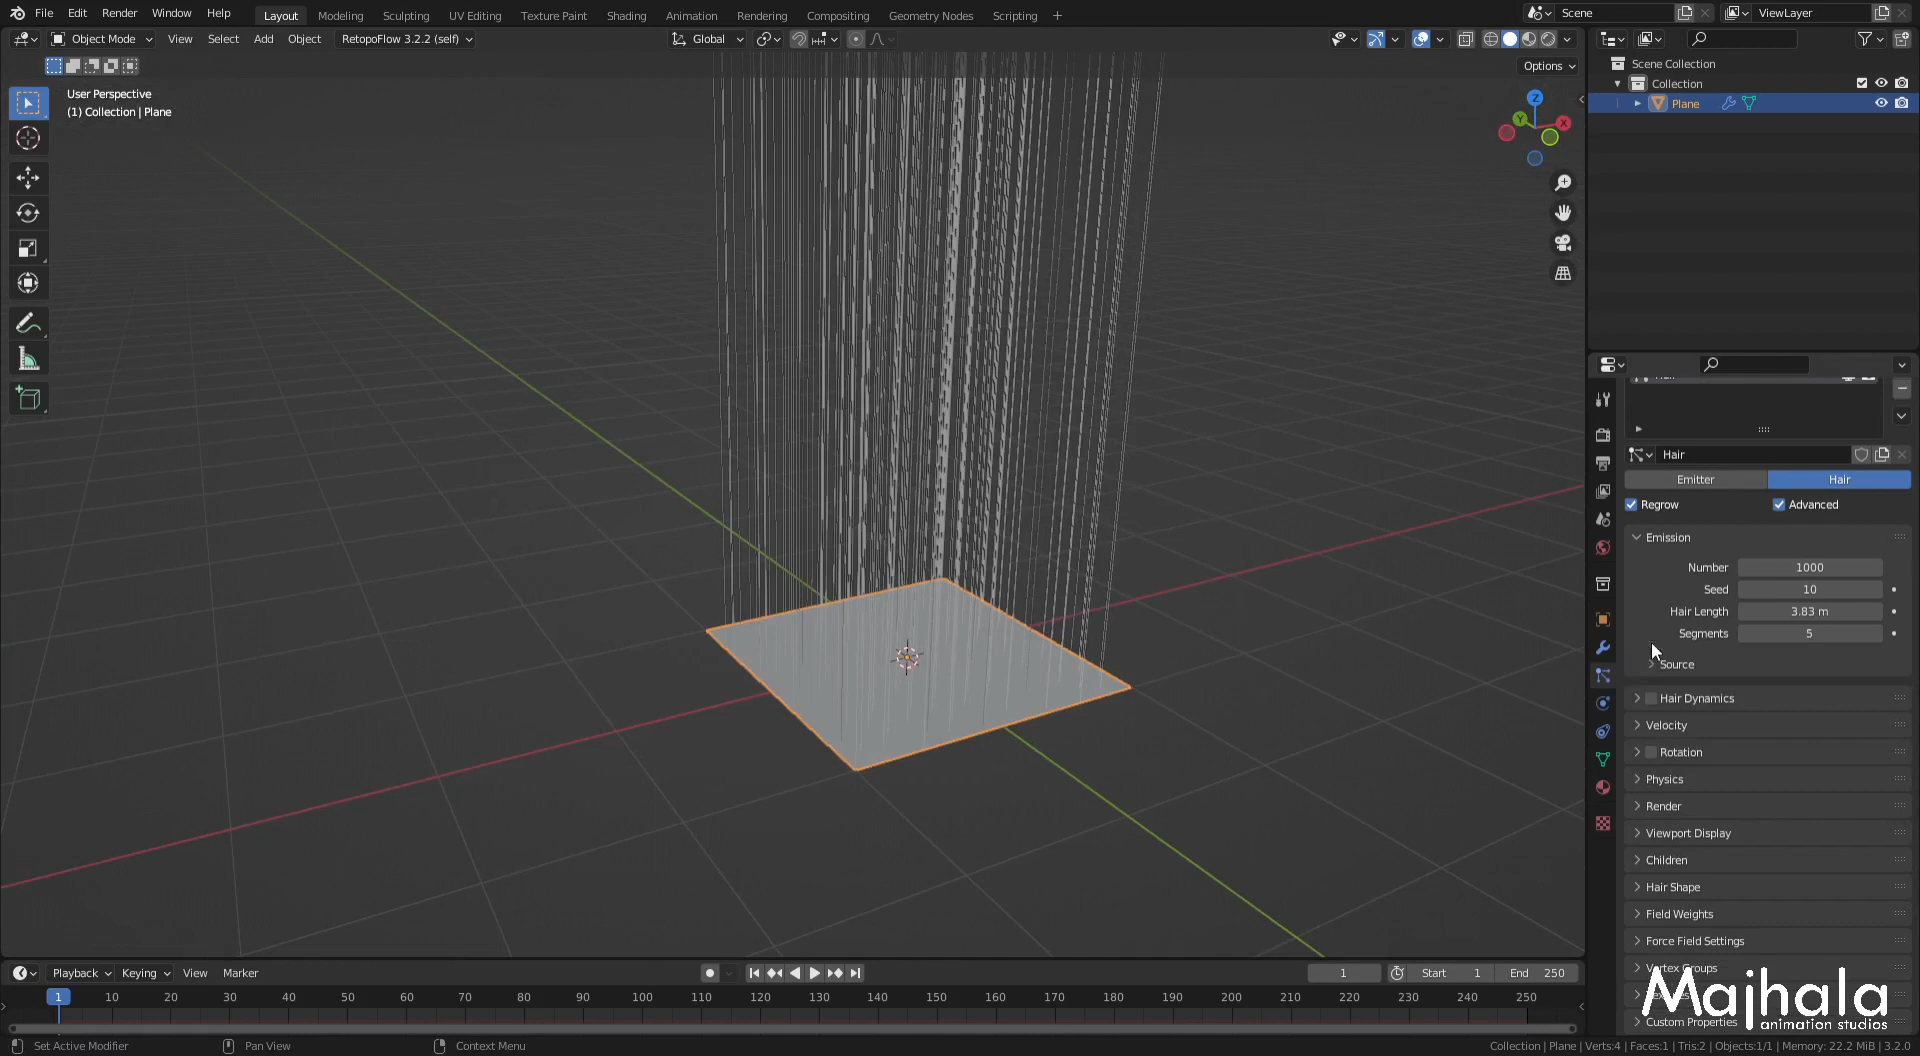 File Edit Render Window Help Layout Modeling Sculpting UV Editing Texture Paint Shading Animation Rendering Compositing Geometry Nodes Scripting + Scene ViewLayer
Object Mode View Select Add Object RetopoFlow 3.2.2 (self) Global
Options
User Perspective
(1) Collection | Plane
Z
Y
X
Scene Collection
Collection
Plane
Hair
Emitter Hair
Regrow Advanced
Emission
Number 1000
Seed 10
Hair Length 3.83 m
Segments 5
Source
Hair Dynamics
Velocity
Rotation
Physics
Render
Viewport Display
Children
Hair Shape
Field Weights
Force Field Settings
Vertex Groups
Custom Properties
Majhala
animation studios
Playback Keying View Marker 1 Start 1 End 250
1 10 20 30 40 50 60 70 80 90 100 110 120 130 140 150 160 170 180 190 200 210 220 230 240 250
Set Active Modifier Pan View Context Menu Collection | Plane | Verts:4 | Faces:1 | Tris:2 | Objects:1/1 | Memory: 22.2 MiB | 3.2.0